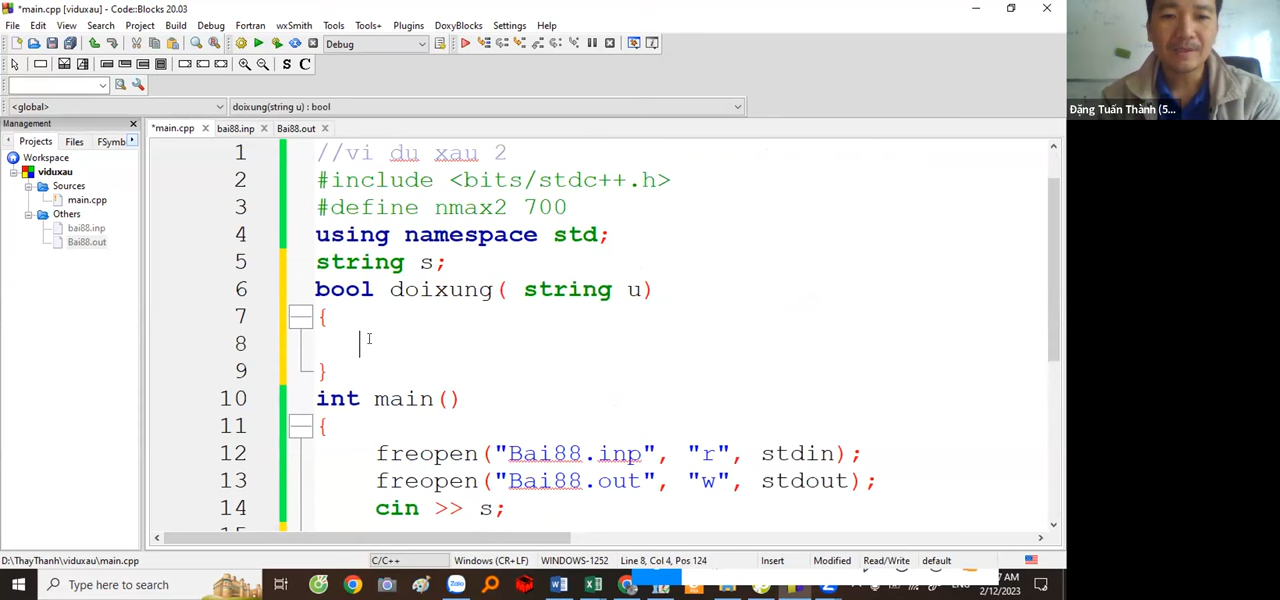 *main.cpp [viduxau] - Code::Blocks 20.03
File Edit View Search Project Build Debug Fortran wxSmith Tools Tools+ Plugins DoxyBlocks Settings Help
Debug
S C
<global> doixung(string u) : bool
Management
*main.cpp bai88.inp Bai88.out
Projects Files FSymb
Workspace
viduxau
Sources
main.cpp
Others
bai88.inp
Bai88.out
1 //vi du xau 2
2 #include <bits/stdc++.h>
3 #define nmax2 700
4 using namespace std;
5 string s;
6 bool doixung( string u)
7 {
8
9 }
10 int main()
11 {
12 freopen("Bai88.inp", "r", stdin);
13 freopen("Bai88.out", "w", stdout);
14 cin >> s;
Đặng Tuấn Thành (5...
D:\ThayThanh\viduxau\main.cpp C/C++ Windows (CR+LF) WINDOWS-1252 Line 8, Col 4, Pos 124 Insert Modified Read/Write default
Type here to search
2/12/2023